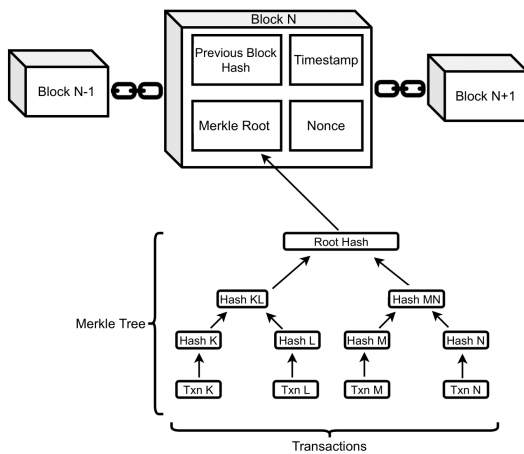 Block N
Previous Block
Hash
Timestamp
Block N-1
Block N+1
Merkle Root
Nonce
Root Hash
Hash KL
Hash MN
Merkle Tree
Hash K
Hash L
Hash M
Hash N
Txn K
Txn L
Txn M
Txn N
Transactions